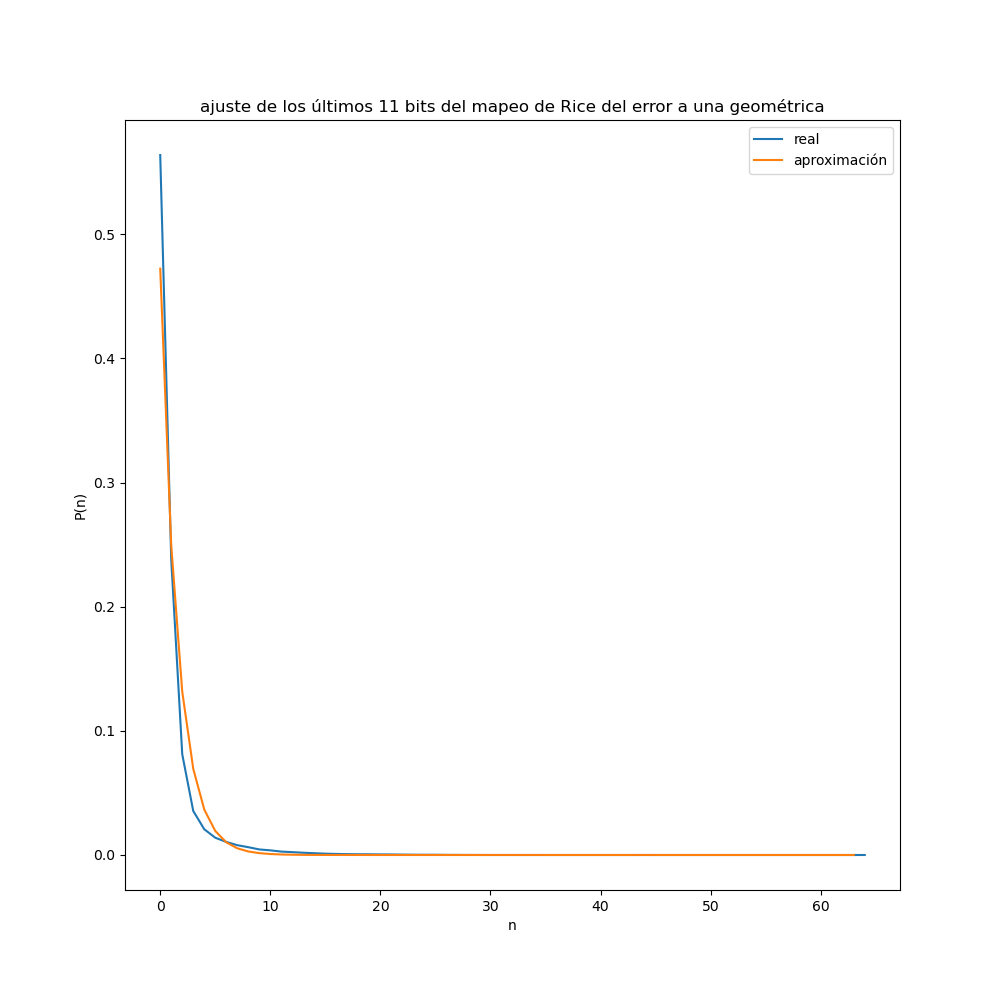 ajuste de los últimos 11 bits del mapeo de Rice del error a una geométrica
real
aproximación
0.5
0.4
0.3
0.2
0.1
0.0
P(n)
0 10 20 30 40 50 60
n